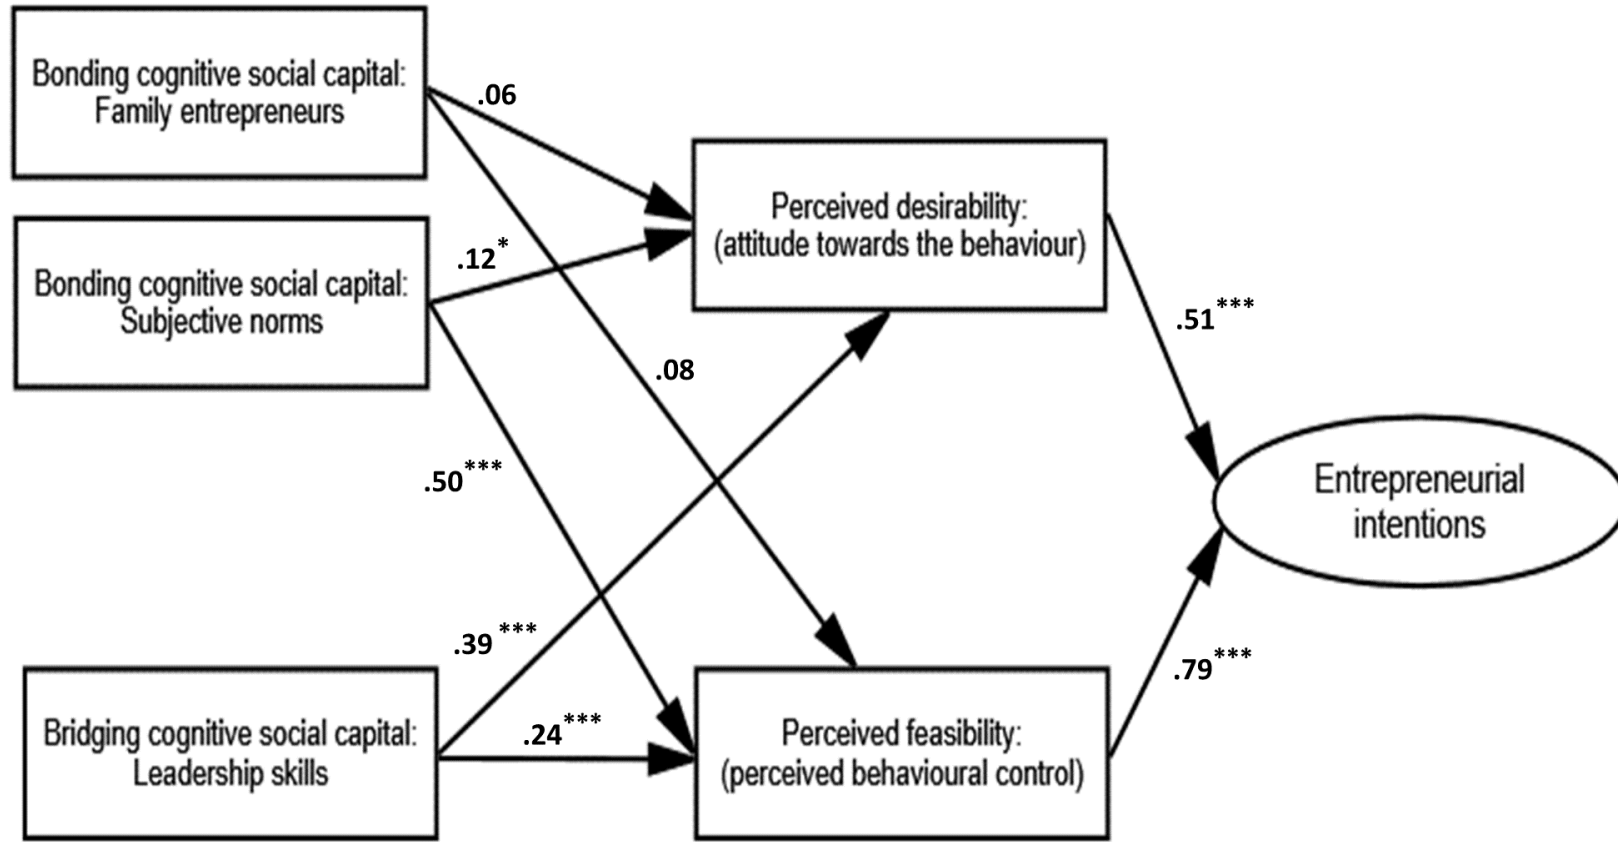 Bonding cognitive social capital:
Family entrepreneurs
.06
Perceived desirability:
(attitude towards the behaviour)
Bonding cognitive social capital:
Subjective norms
.12*
.51***
.08
.50***
Entrepreneurial
intentions
.39 ***
.79***
Bridging cognitive social capital:
Leadership skills
.24***
Perceived feasibility:
(perceived behavioural control)